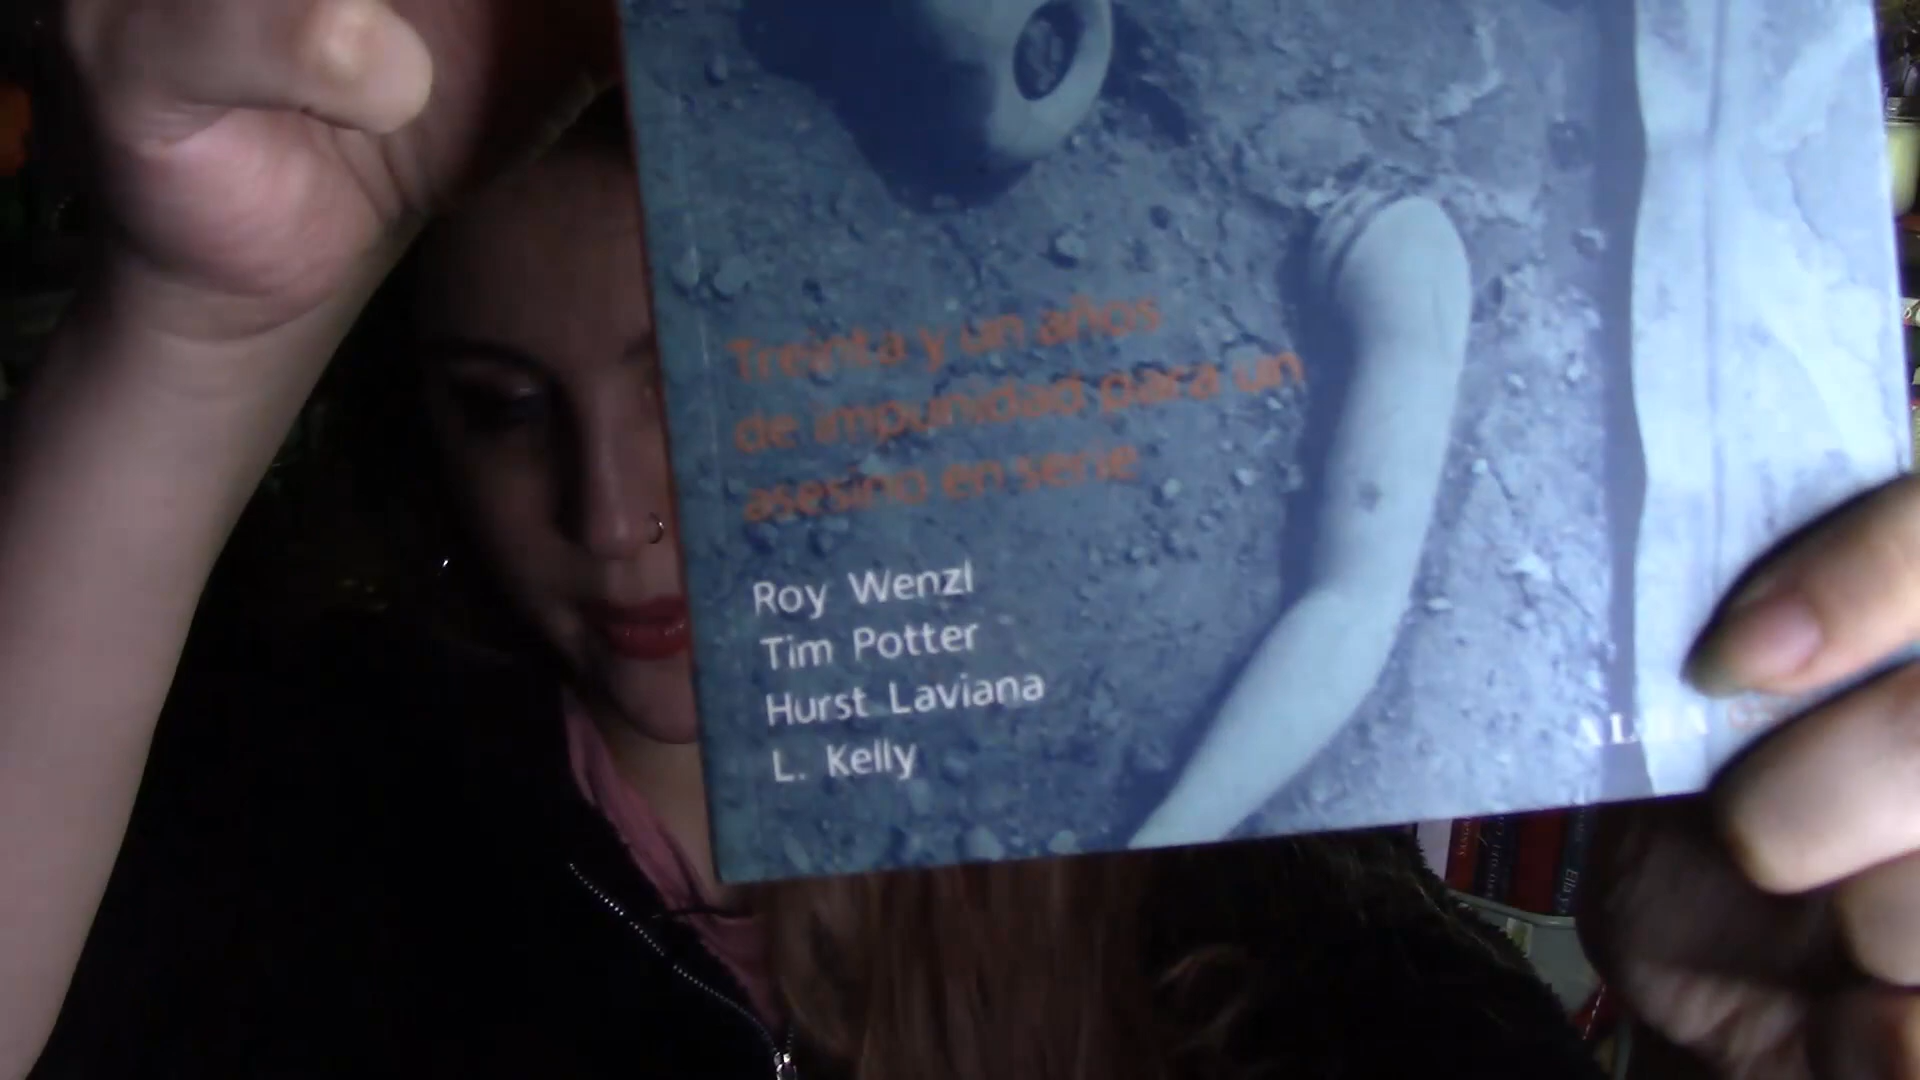 Treinta y un años
de impunidad para un
asesino en serie
Roy Wenzl
Tim Potter
Hurst Laviana
L. Kelly